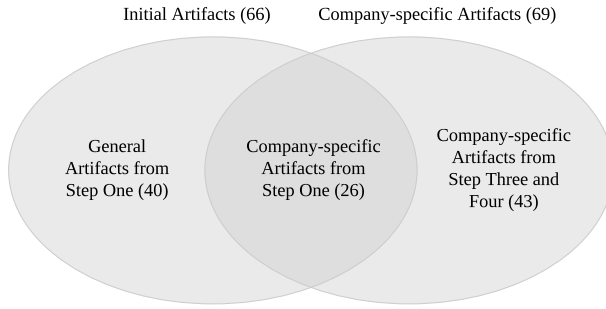 Initial Artifacts (66)
Company-specific Artifacts (69)
General
Artifacts from
Step One (40)
Company-specific
Artifacts from
Step One (26)
Company-specific
Artifacts from
Step Three and
Four (43)